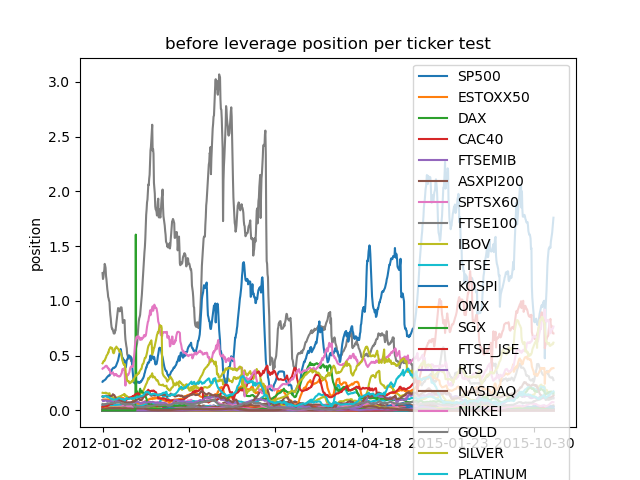 before leverage position per ticker test
position
3.0
2.5
2.0
1.5
1.0
0.5
0.0
2012-01-02 2012-10-08 2013-07-15 2014-04-18 2015-01-23 2015-10-30
SP500
ESTOXX50
DAX
CAC40
FTSEMIB
ASXPI200
SPTSX60
FTSE100
IBOV
FTSE
KOSPI
OMX
SGX
FTSE_JSE
RTS
NASDAQ
NIKKEI
GOLD
SILVER
PLATINUM